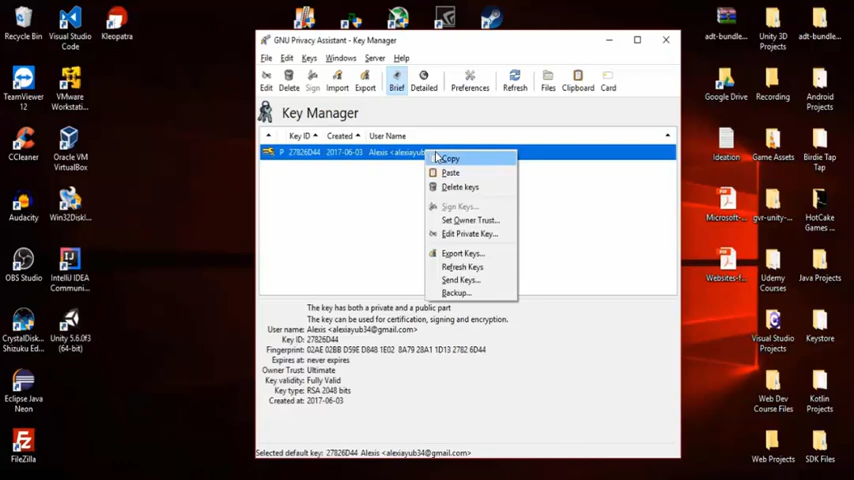 Recycle Bin
Visual Studio Code
Kleopatra
TeamViewer 12
VMware Workstati...
CCleaner
Oracle VM VirtualBox
Audacity
Win32Disk...
OBS Studio
IntelliJ IDEA Communi...
CrystalDisk... Shizuku Ed...
Unity 5.6.0f3 (64-bit)
Eclipse Java Neon
FileZilla
GNU Privacy Assistant - Key Manager
File Edit Keys Windows Server Help
Edit Delete Sign Import Export Brief Detailed Preferences Refresh Files Clipboard Card
Key Manager
Key ID Created User Name
P 27826D44 2017-06-03 Alexis <alexiayub
Copy
Paste
Delete keys
Sign Keys...
Set Owner Trust...
Edit Private Key...
Export Keys...
Refresh Keys
Send Keys...
Backup...
The key has both a private and a public part
The key can be used for certification, signing and encryption.
User name: Alexis <alexiayub34@gmail.com>
Key ID: 27826D44
Fingerprint: 02AE 02BB D59E D848 1E02 8A79 28A1 1D13 2782 6D44
Expires at: never expires
Owner Trust: Ultimate
Key validity: Fully Valid
Key type: RSA 2048 bits
Created at: 2017-06-03
Selected default key: 27826D44 Alexis <alexiayub34@gmail.com>
adt-bundle...
Unity 3D Projects
adt-bundle...
Google Drive
Recording
Android Projects
Ideation
Game Assets
Birdie Tap Tap
Microsoft-...
gvr-unity-...
HotCake Games ...
Websites-f...
Udemy Courses
Java Projects
Visual Studio Projects
Keystore
Web Dev Course Files
Kotlin Projects
Web Projects
SDK Files